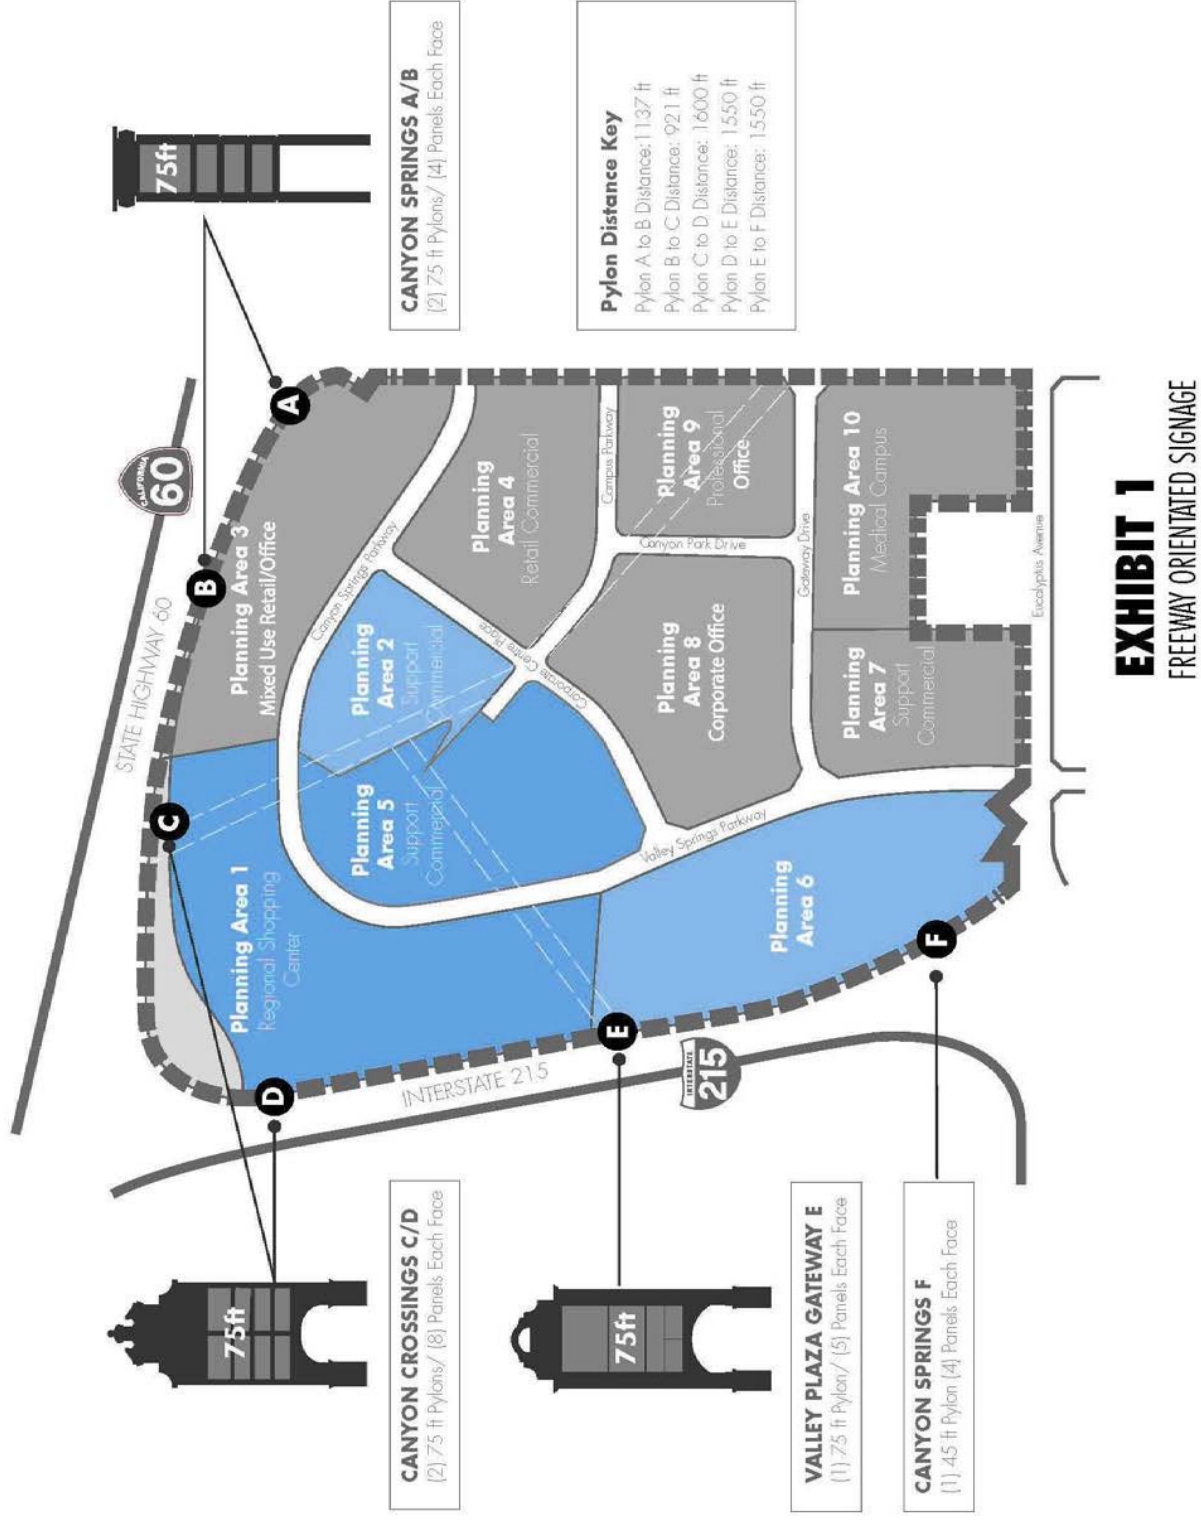 CANYON CROSSINGS C/D
(2) 75 ft Pylons/ (8) Panels Each Face
75ft
CANYON SPRINGS A/B
(2) 75 ft Pylons/ (4) Panels Each Face
75ft
VALLEY PLAZA GATEWAY E
(1) 75 ft Pylon/ (5) Panels Each Face
75ft
CANYON SPRINGS F
(1) 45 ft Pylon (4) Panels Each Face
Pylon Distance Key
Pylon A to B Distance: 1137 ft
Pylon B to C Distance: 921 ft
Pylon C to D Distance: 1600 ft
Pylon D to E Distance: 1550 ft
Pylon E to F Distance: 1550 ft
STATE HIGHWAY 60
CALIFORNIA
60
INTERSTATE 215
INTERSTATE
215
A
B
C
D
E
F
Planning Area 1
Regional Shopping
Center
Planning
Area 2
Support
Commercial
Planning Area 3
Mixed Use Retail/Office
Planning
Area 4
Retail Commercial
Planning
Area 5
Support
Commercial
Planning
Area 6
Planning
Area 7
Support
Commercial
Planning
Area 8
Corporate Office
Planning
Area 9
Professional
Office
Planning Area 10
Medical Campus
Canyon Springs Parkway
Corporate Centre Place
Corporate Centre Place
Campus Parkway
Canyon Park Drive
Gateway Drive
Valley Springs Parkway
Eucalyptus Avenue
EXHIBIT 1
FREEWAY ORIENTATED SIGNAGE